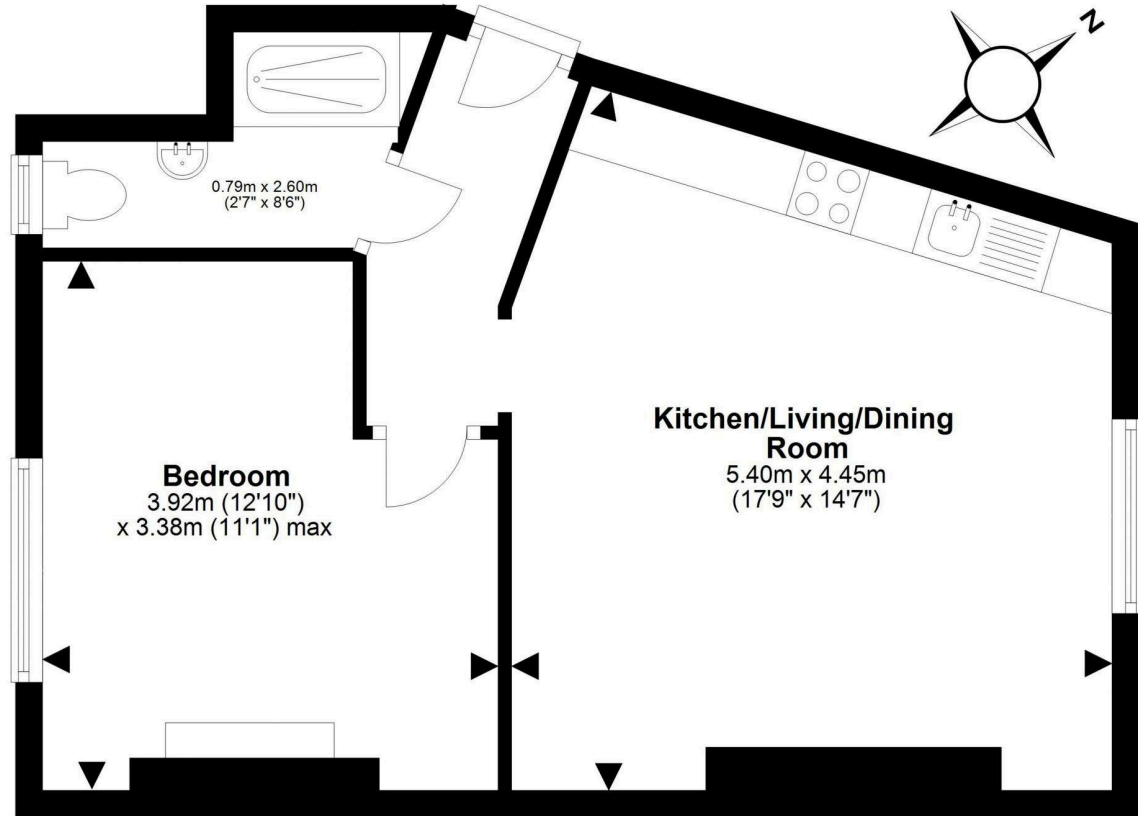 N
0.79m x 2.60m
(2'7" x 8'6")
Bedroom
3.92m (12'10")
x 3.38m (11'1") max
Kitchen/Living/Dining
Room
5.40m x 4.45m
(17'9" x 14'7")